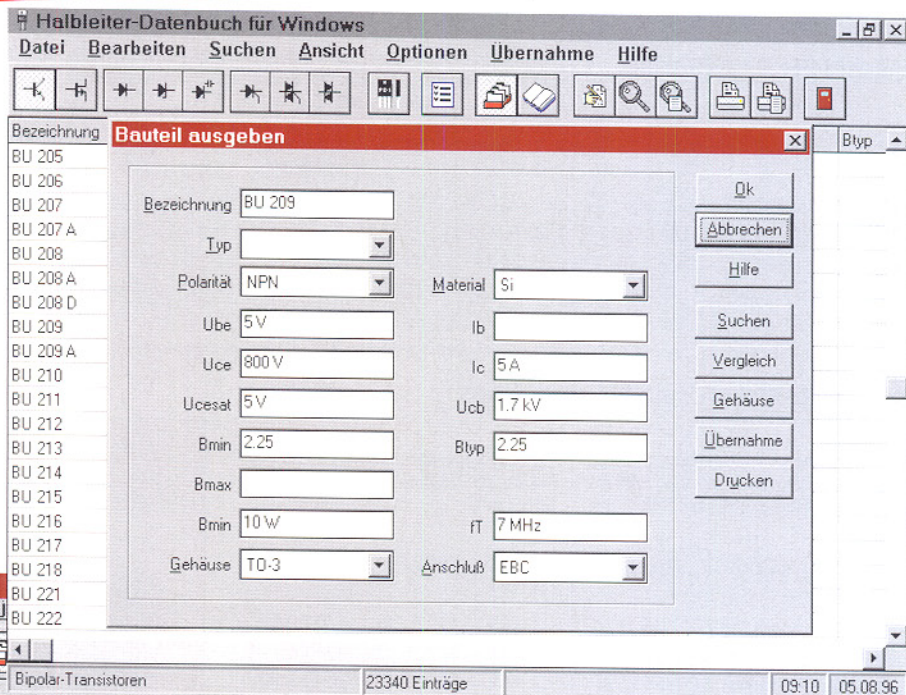 Halbleiter-Datenbuch für Windows
Datei Bearbeiten Suchen Ansicht Optionen Übernahme Hilfe
Bezeichnung
Btyp
BU 205
BU 206
BU 207
BU 207 A
BU 208
BU 208 A
BU 208 D
BU 209
BU 209 A
BU 210
BU 211
BU 212
BU 213
BU 214
BU 215
BU 216
BU 217
BU 218
BU 221
BU 222
Bauteil ausgeben
Bezeichnung BU 209
Typ
Polarität NPN
Material Si
Ube 5 V
Ib
Uce 800 V
Ic 5 A
Ucesat 5 V
Ucb 1.7 kV
Bmin 2.25
Btyp 2.25
Bmax
Bmin 10 W
fT 7 MHz
Gehäuse TO-3
Anschluß EBC
Ok
Abbrechen
Hilfe
Suchen
Vergleich
Gehäuse
Übernahme
Drucken
Bipolar-Transistoren
23340 Einträge
09:10
05.08.96